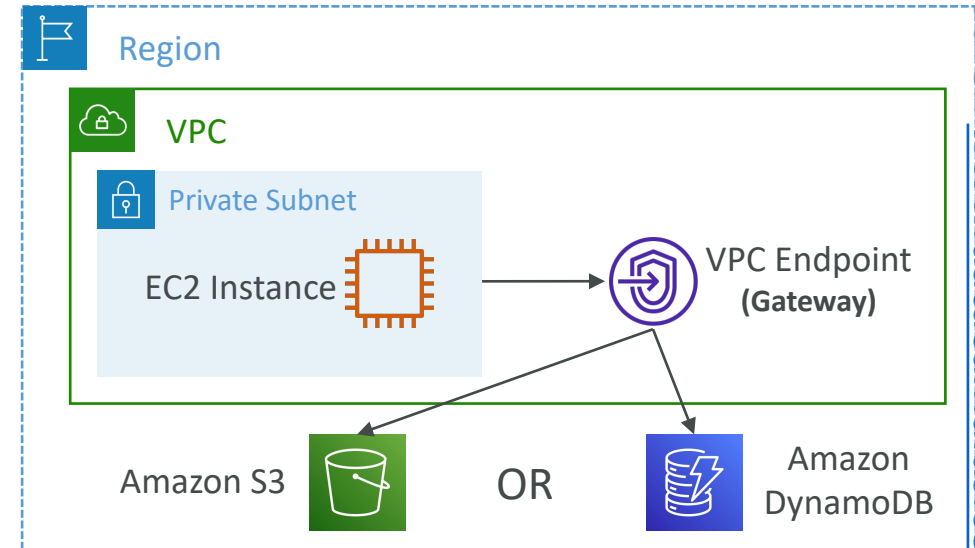 Region
VPC
Private Subnet
EC2 Instance
VPC Endpoint
(Gateway)
Amazon S3
OR
Amazon
DynamoDB